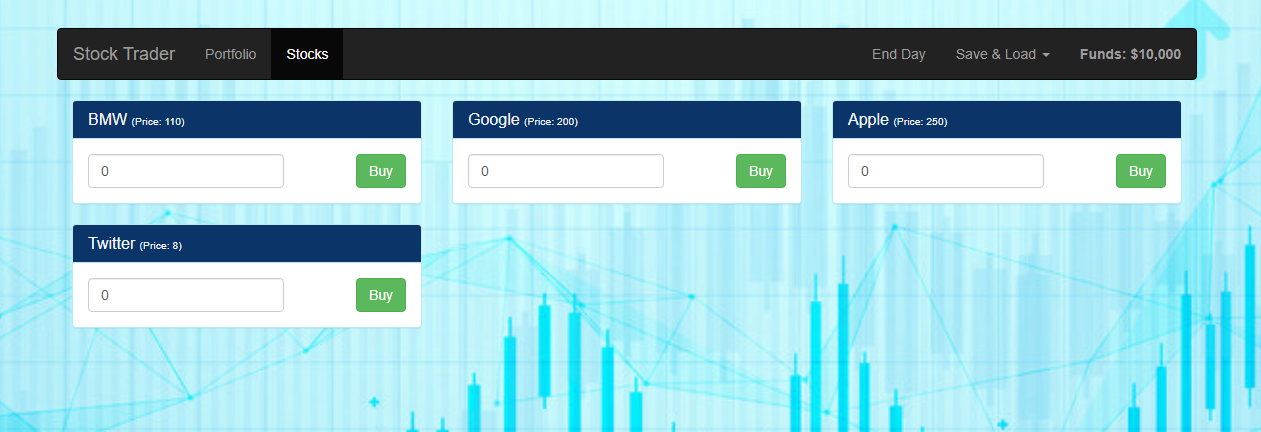 Stock Trader Portfolio Stocks End Day Save & Load Funds: $10,000
BMW (Price: 110) Google (Price: 200) Apple (Price: 250)
0 Buy 0 Buy 0 Buy
Twitter (Price: 8)
0 Buy